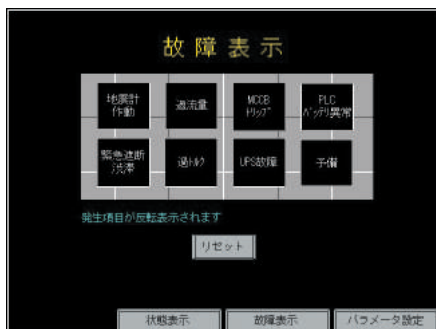 故障表示
地震計
作動
過流量
MCCB
トリップ
PLC
バッテリ異常
緊急遮断
渋滞
過トルク
UPS故障
予備
発生項目が反転表示されます
リセット
状態表示
故障表示
パラメータ設定